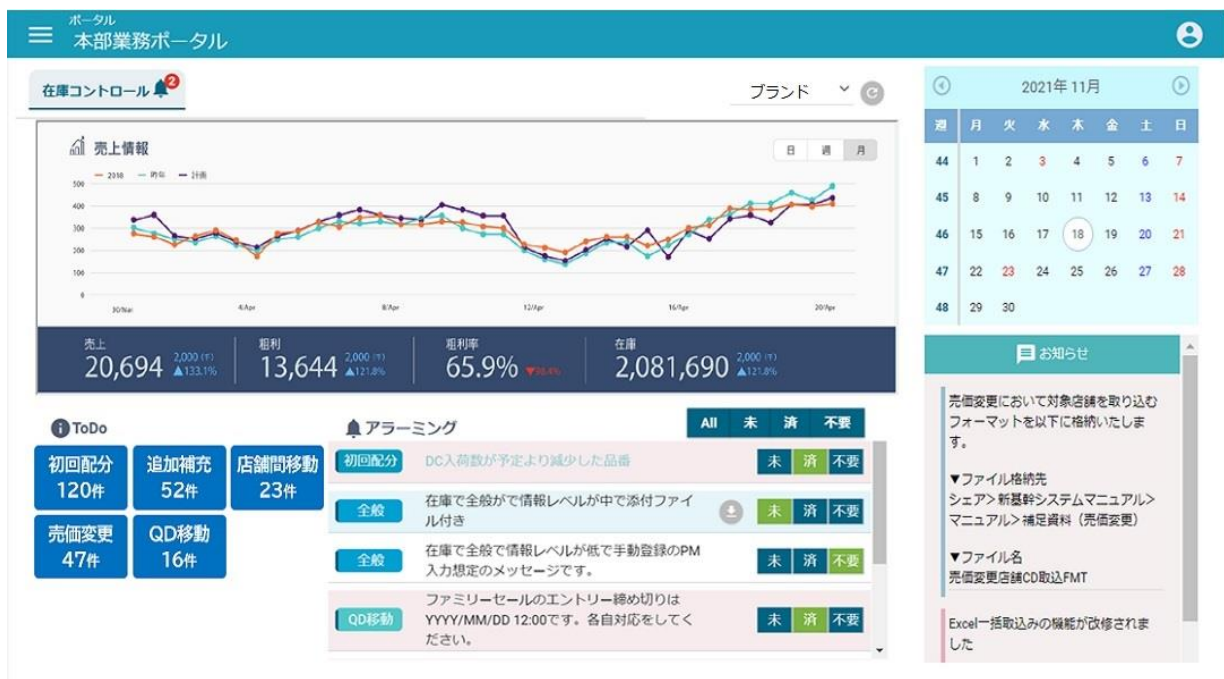 ポータル
本部業務ポータル
在庫コントロール
2
ブランド
売上情報
日 週 月
2018 昨年 計画
500
400
300
200
100
0
30/Mar 4/Apr 8/Apr 12/Apr 16/Apr 20/Apr
売上
20,694 2,000 (千)
▲133.1%
粗利
13,644 2,000 (千)
▲121.8%
粗利率
65.9% ▼98.4%
在庫
2,081,690 2,000 (千)
▲121.8%
ToDo
初回配分
120件
追加補充
52件
店舗間移動
23件
売価変更
47件
QD移動
16件
アラーミング
All 未 済 不要
初回配分 DC入荷数が予定より減少した品番 未 済 不要
全般 在庫で全般がで情報レベルが中で添付ファイ
ル付き 未 済 不要
全般 在庫で全般で情報レベルが低で手動登録のPM
入力想定のメッセージです。 未 済 不要
QD移動 ファミリーセールのエントリー締め切りは
YYYY/MM/DD 12:00です。各自対応をしてく
ださい。 未 済 不要
2021年 11月
週 月 火 水 木 金 土 日
44 1 2 3 4 5 6 7
45 8 9 10 11 12 13 14
46 15 16 17 18 19 20 21
47 22 23 24 25 26 27 28
48 29 30
お知らせ
売価変更において対象店舗を取り込む
フォーマットを以下に格納いたしま
す。
▼ファイル格納先
シェア＞新基幹システムマニュアル＞
マニュアル＞補足資料（売価変更）
▼ファイル名
売価変更店舗CD取込FMT
Excel一括取込みの機能が改修されま
した